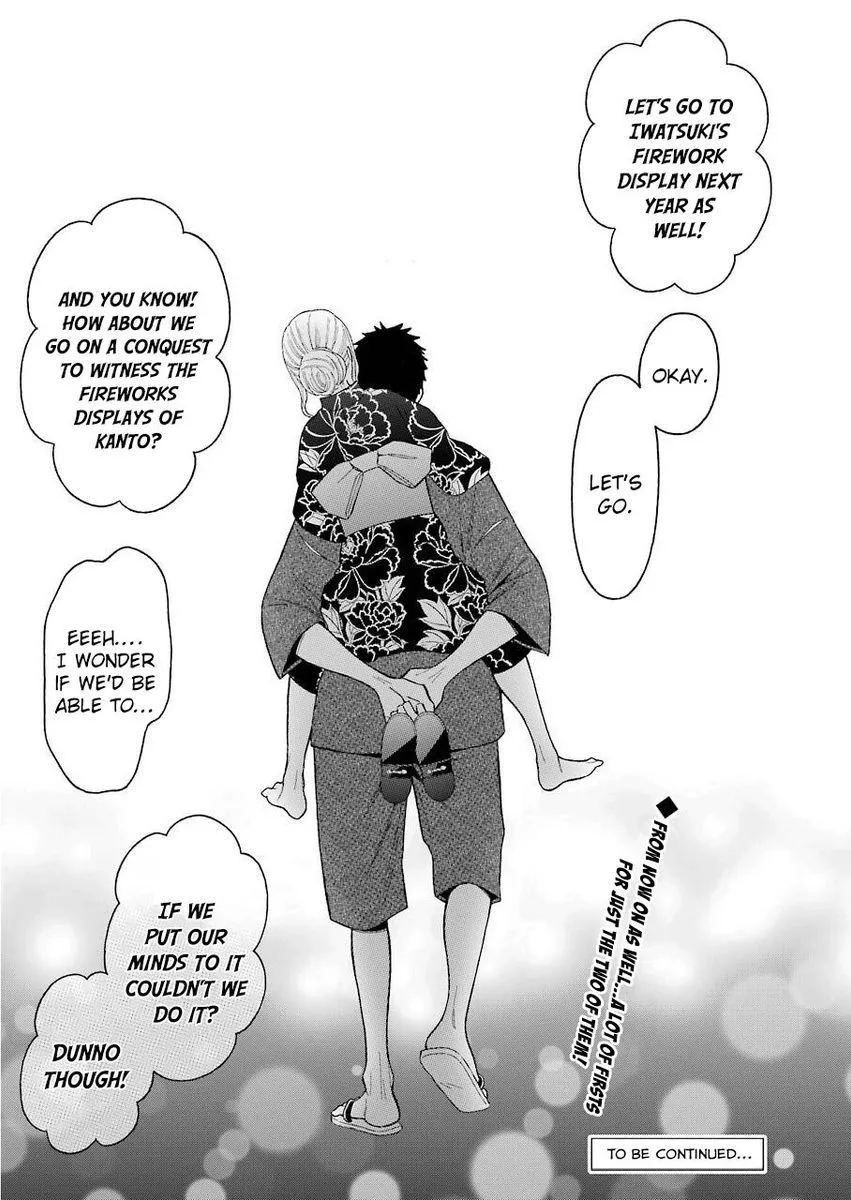 LET'S GO TO
IWATSUKI'S
FIREWORK
DISPLAY NEXT
YEAR AS
WELL!
OKAY.
LET'S
GO.
AND YOU KNOW!
HOW ABOUT WE
GO ON A CONQUEST
TO WITNESS THE
FIREWORKS
DISPLAYS OF
KANTO?
EEEH....
I WONDER
IF WE'D BE
ABLE TO...
IF WE
PUT OUR
MINDS TO IT
COULDN'T WE
DO IT?
DUNNO
THOUGH!
FROM NOW ON AS WELL...A LOT OF FIRSTS
FOR JUST THE TWO OF THEM!
TO BE CONTINUED...